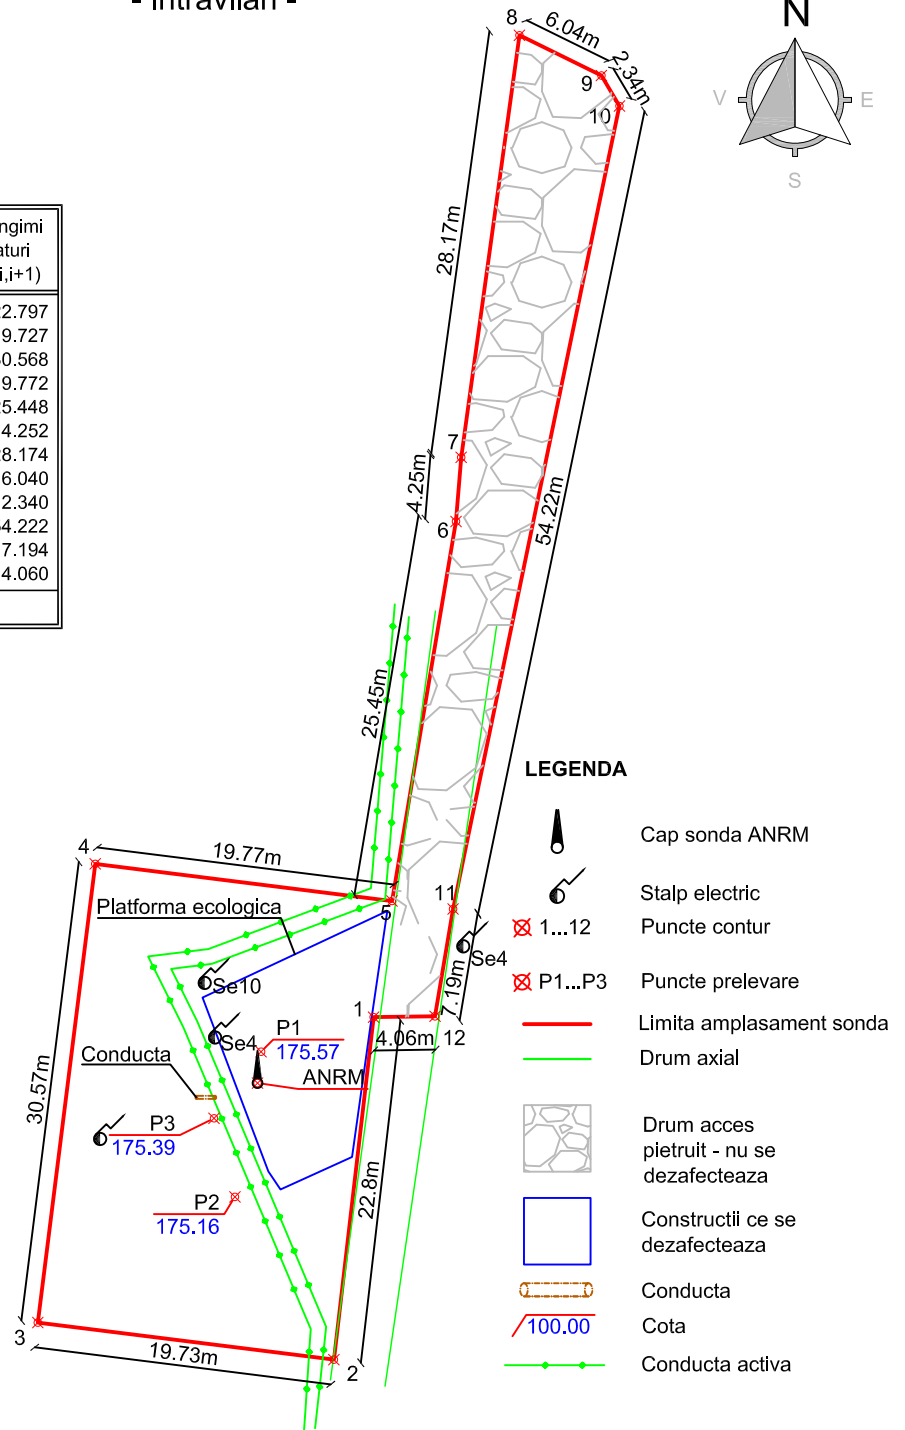 - intravilan -
N
V
E
S
ngimi
aturi
i,i+1)
22.797
9.727
0.568
9.772
25.448
4.252
28.174
6.040
2.340
54.222
7.194
4.060
8
6.04m
2.34m
9
10
28.17m
7
4.25m
6
54.22m
25.45m
4
19.77m
5
11
Platforma ecologica
Se4
Se10
7.19m
1
4.06m
12
Se4
P1
175.57
ANRM
Conducta
30.57m
P3
175.39
P2
175.16
22.8m
3
19.73m
2
LEGENDA
Cap sonda ANRM
Stalp electric
1...12
Puncte contur
P1...P3
Puncte prelevare
Limita amplasament sonda
Drum axial
Drum acces
pietruit - nu se
dezafecteaza
Constructii ce se
dezafecteaza
Conducta
100.00
Cota
Conducta activa